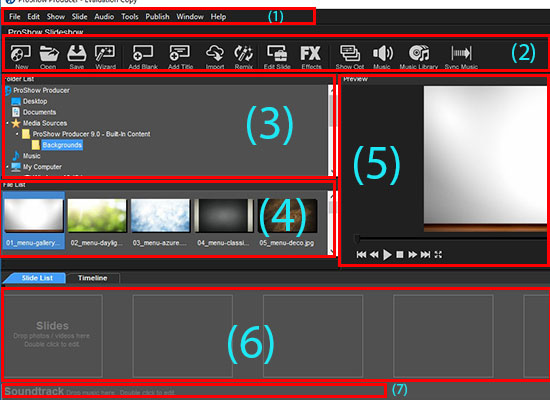 ProShow Producer - Evaluation Copy
File Edit Show Slide Audio Tools Publish Window Help (1)
ProShow Slideshow
New Open Save Wizard Add Blank Add Title Import Remix Edit Slide FX Effects Show Opt Music Music Library Sync Music (2)
Folder List
Preview
ProShow Producer
Desktop
Documents
Media Sources
ProShow Producer 9.0 - Built-In Content
Backgrounds
Music
My Computer
(3)
(5)
File List
(4)
01_menu-gallery... 02_menu-daylig... 03_menu-azure.... 04_menu-classi... 05_menu-deco.jpg
Slide List Timeline
Slides
Drop photos / videos here
Double click to edit.
(6)
Soundtrack Drop music here. Double click to edit. (7)